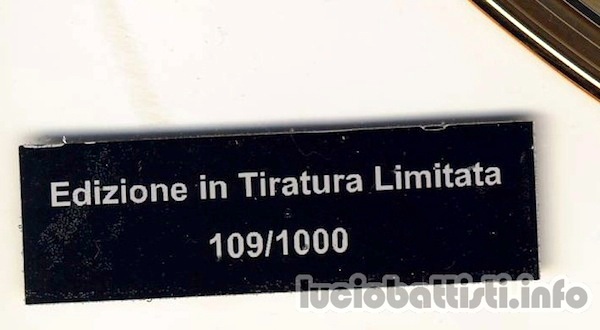 Edizione in Tiratura Limitata
109/1000
luciobattisti.info